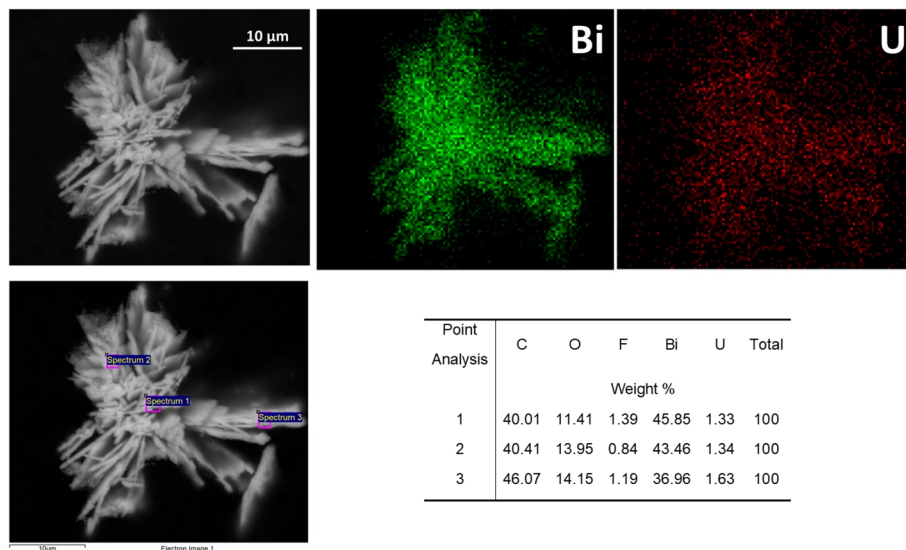 10 µm
Bi
U
Spectrum 2
Spectrum 1
Spectrum 3
10µm Electron Image 1
Point Analysis C O F Bi U Total
Weight %
1 40.01 11.41 1.39 45.85 1.33 100
2 40.41 13.95 0.84 43.46 1.34 100
3 46.07 14.15 1.19 36.96 1.63 100